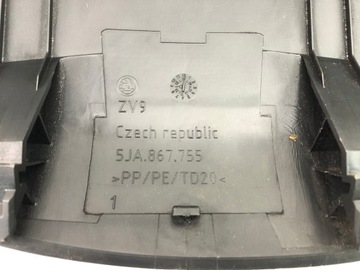 ZV9
Czech republic
5JA.867.755
>PP/PE/TD20<
1